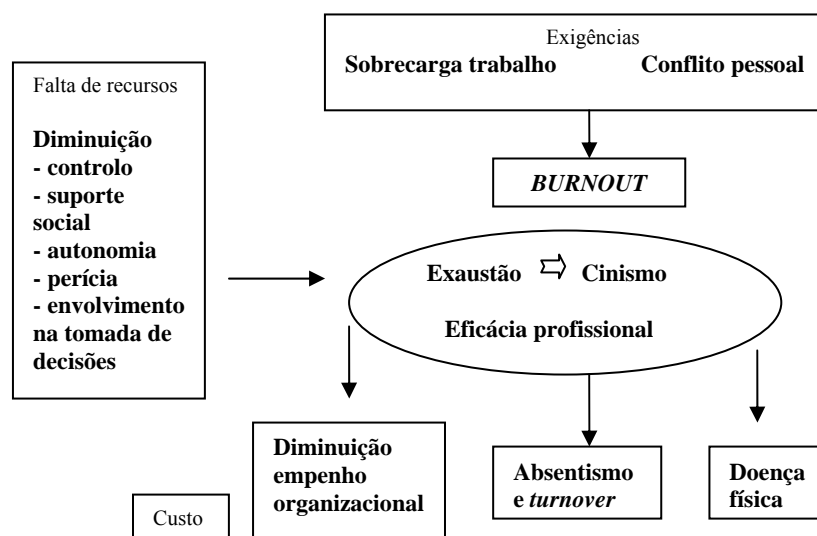 Exigências
Sobrecarga trabalho Conflito pessoal
Falta de recursos
Diminuição
- controlo
- suporte
social
- autonomia
- perícia
- envolvimento
na tomada de
decisões
BURNOUT
Exaustão Cinismo
Eficácia profissional
Diminuição
empenho
organizacional
Absentismo
e turnover
Doença
física
Custo